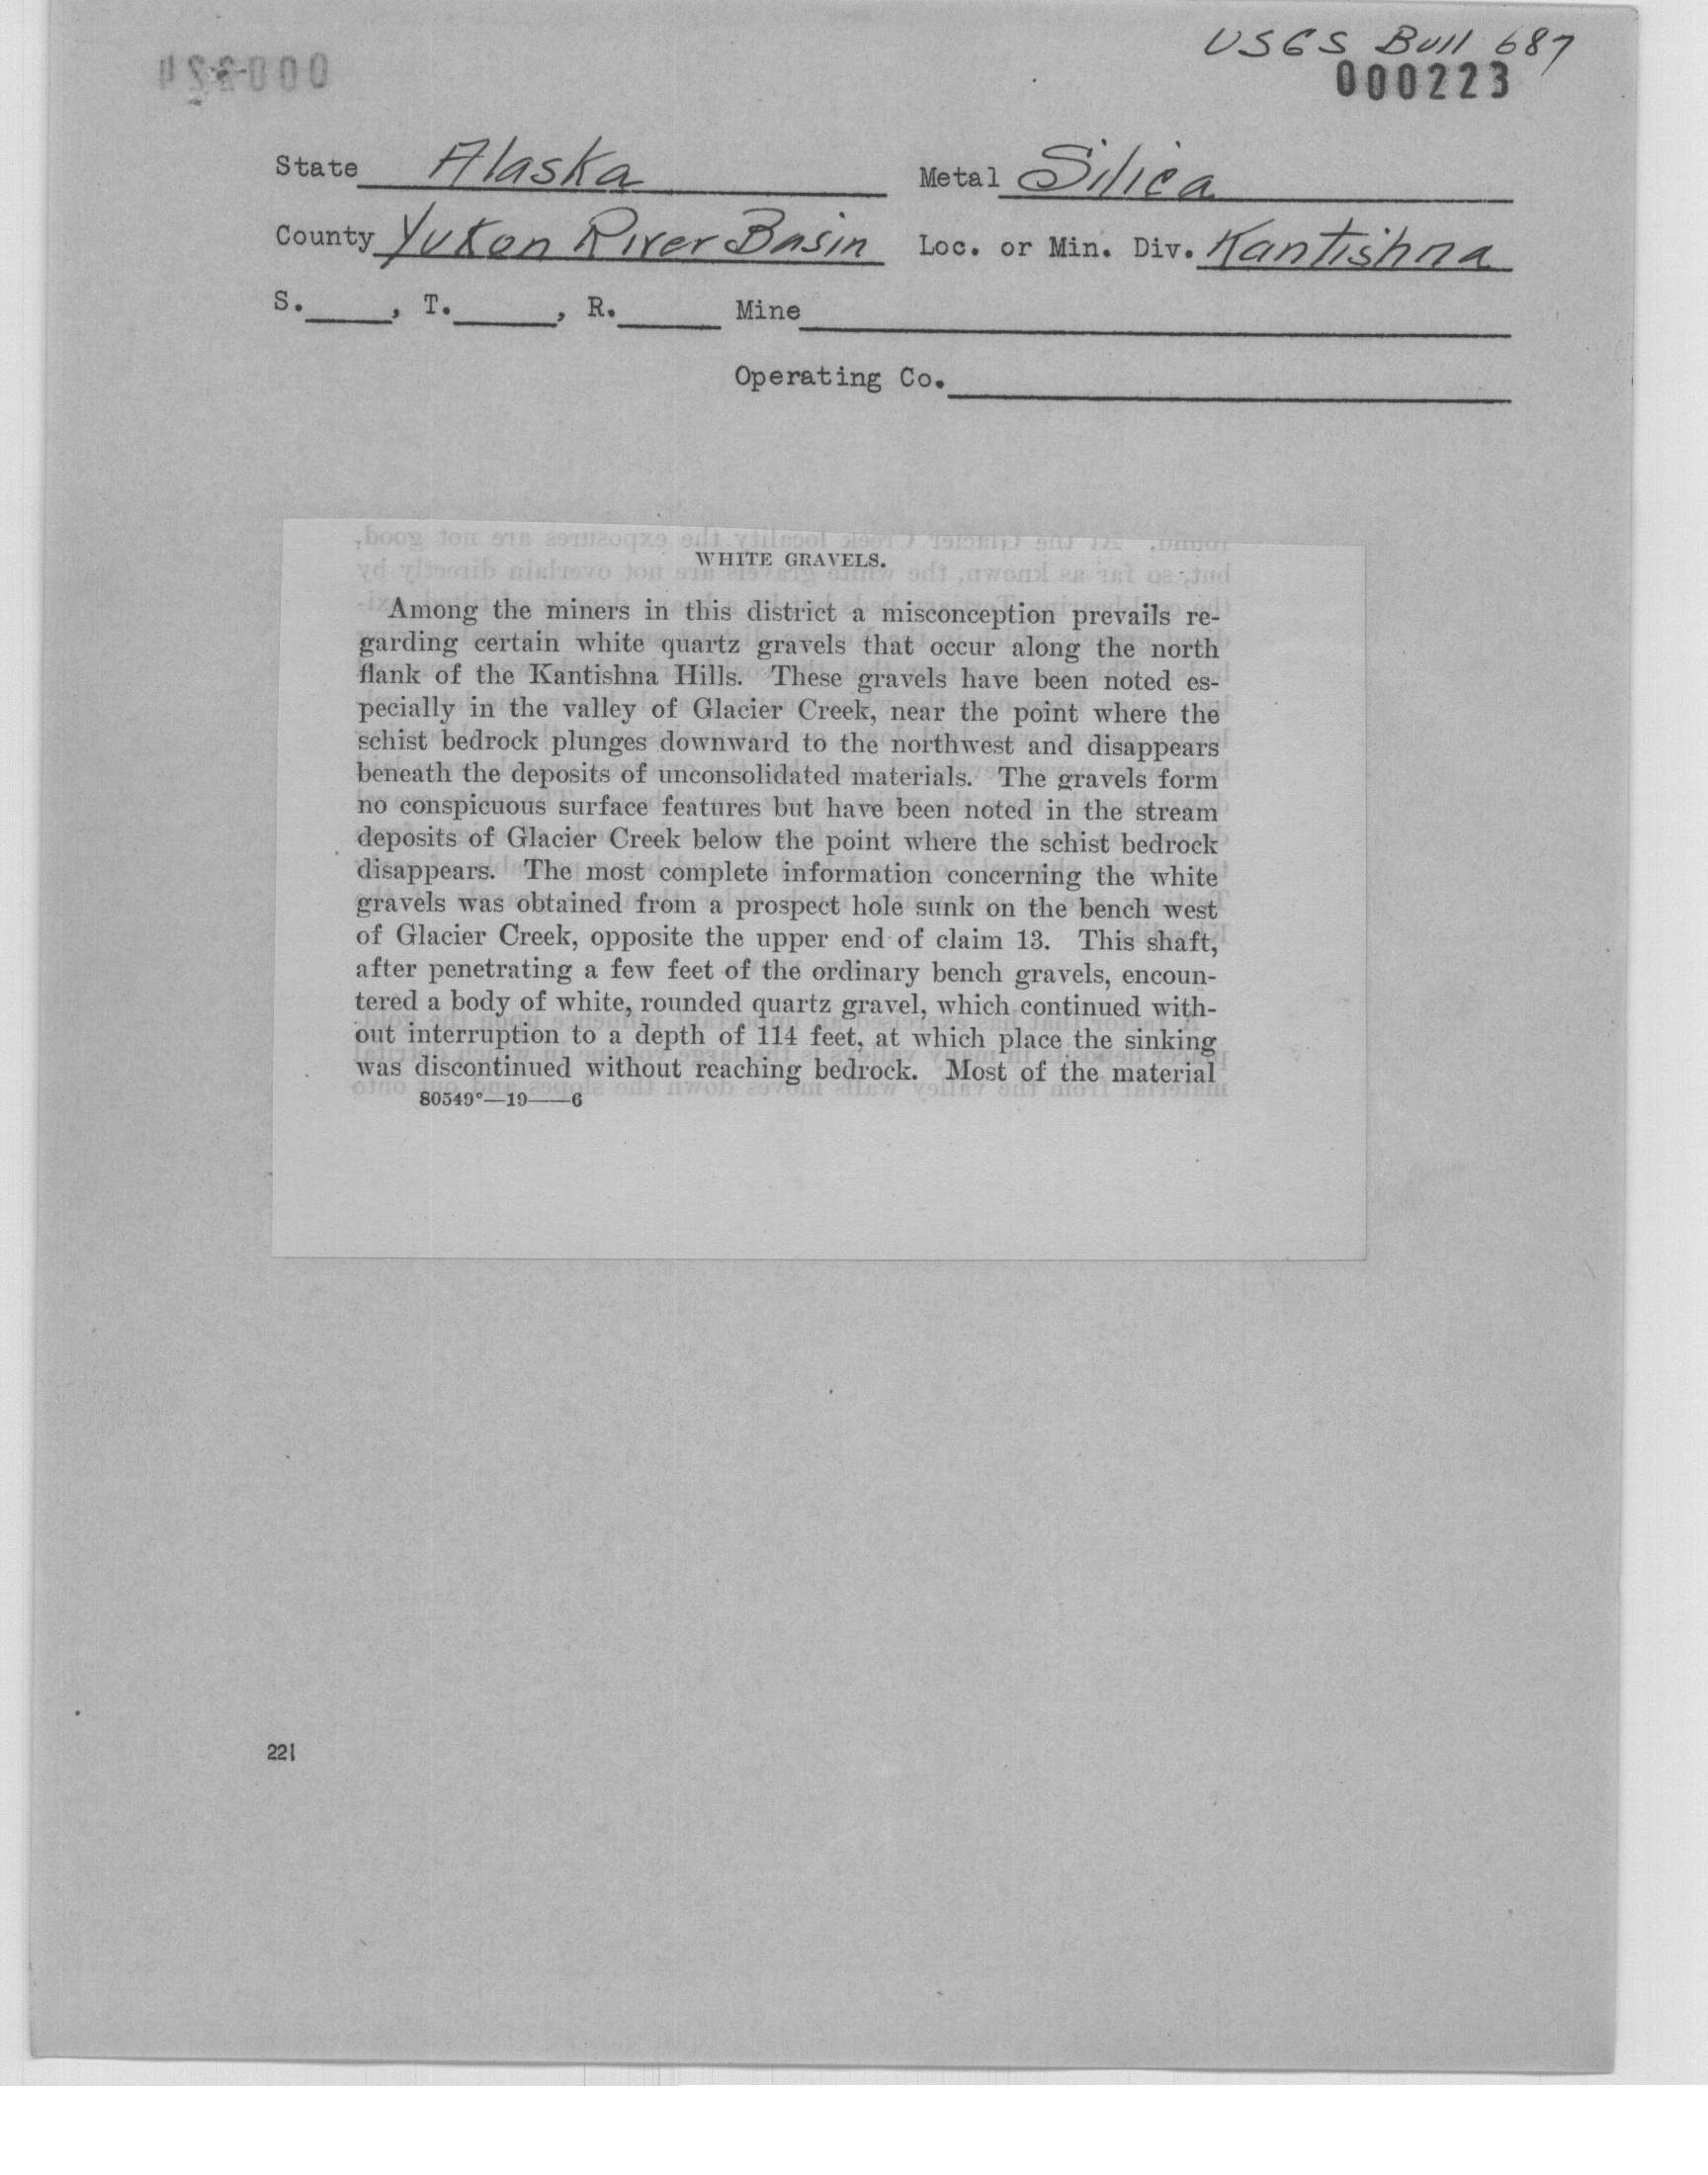 USGS Bull 687
000223
State Alaska Metal Silica
County Yukon River Basin Loc. or Min. Div. Kantishna
S.____, T.____, R.____ Mine
Operating Co.
WHITE GRAVELS.
Among the miners in this district a misconception prevails re-
garding certain white quartz gravels that occur along the north
flank of the Kantishna Hills. These gravels have been noted es-
pecially in the valley of Glacier Creek, near the point where the
schist bedrock plunges downward to the northwest and disappears
beneath the deposits of unconsolidated materials. The gravels form
no conspicuous surface features but have been noted in the stream
deposits of Glacier Creek below the point where the schist bedrock
disappears. The most complete information concerning the white
gravels was obtained from a prospect hole sunk on the bench west
of Glacier Creek, opposite the upper end of claim 13. This shaft,
after penetrating a few feet of the ordinary bench gravels, encoun-
tered a body of white, rounded quartz gravel, which continued with-
out interruption to a depth of 114 feet, at which place the sinking
was discontinued without reaching bedrock. Most of the material
80549°—19——6
221